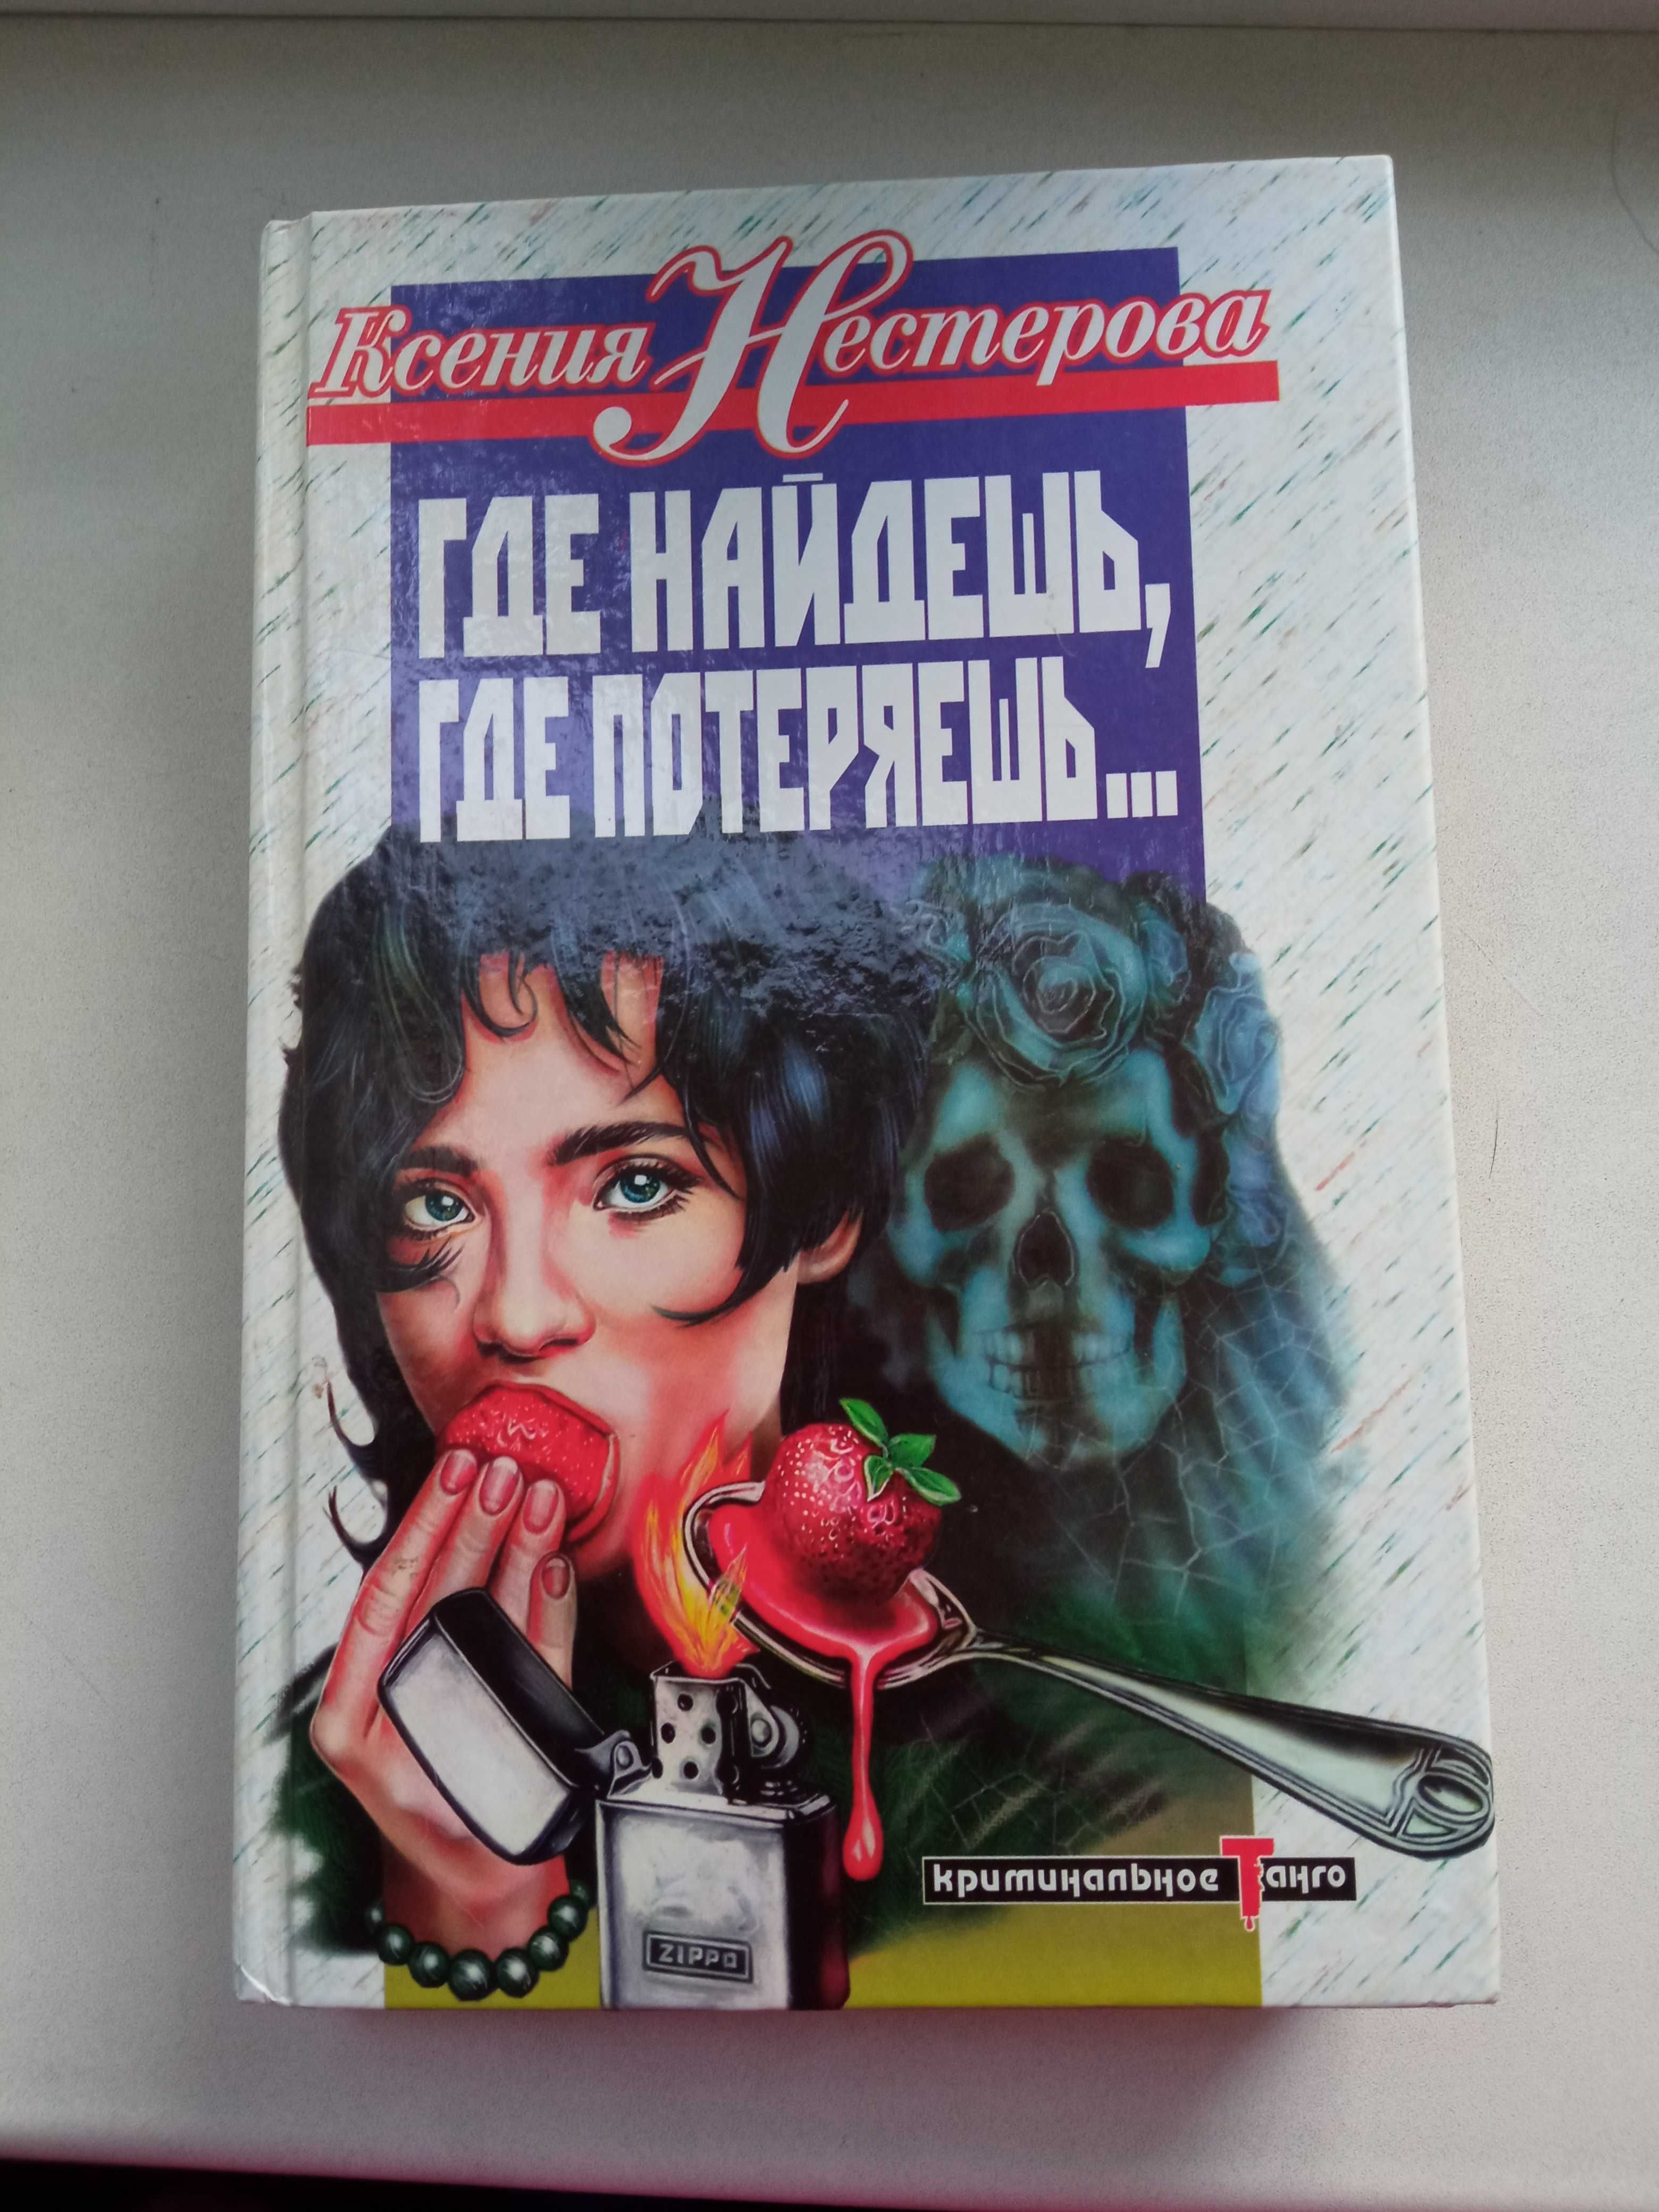 Ксения Нестерова
ГДЕ НАЙДЕШЬ,
ГДЕ ПОТЕРЯЕШЬ...
криминальное Танго
ZIPPO